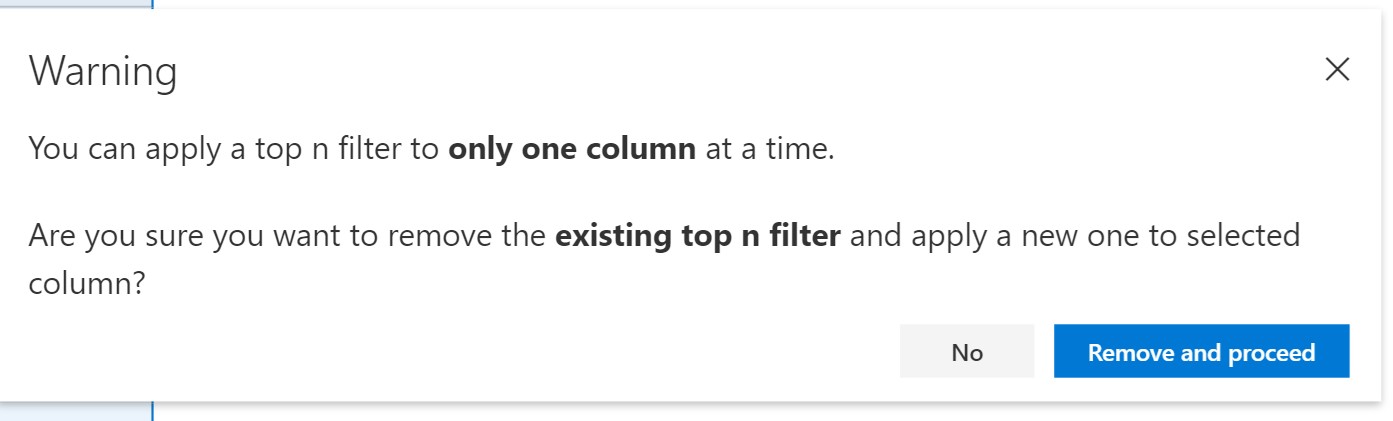 Warning
You can apply a top n filter to only one column at a time.
Are you sure you want to remove the existing top n filter and apply a new one to selected
column?
No
Remove and proceed